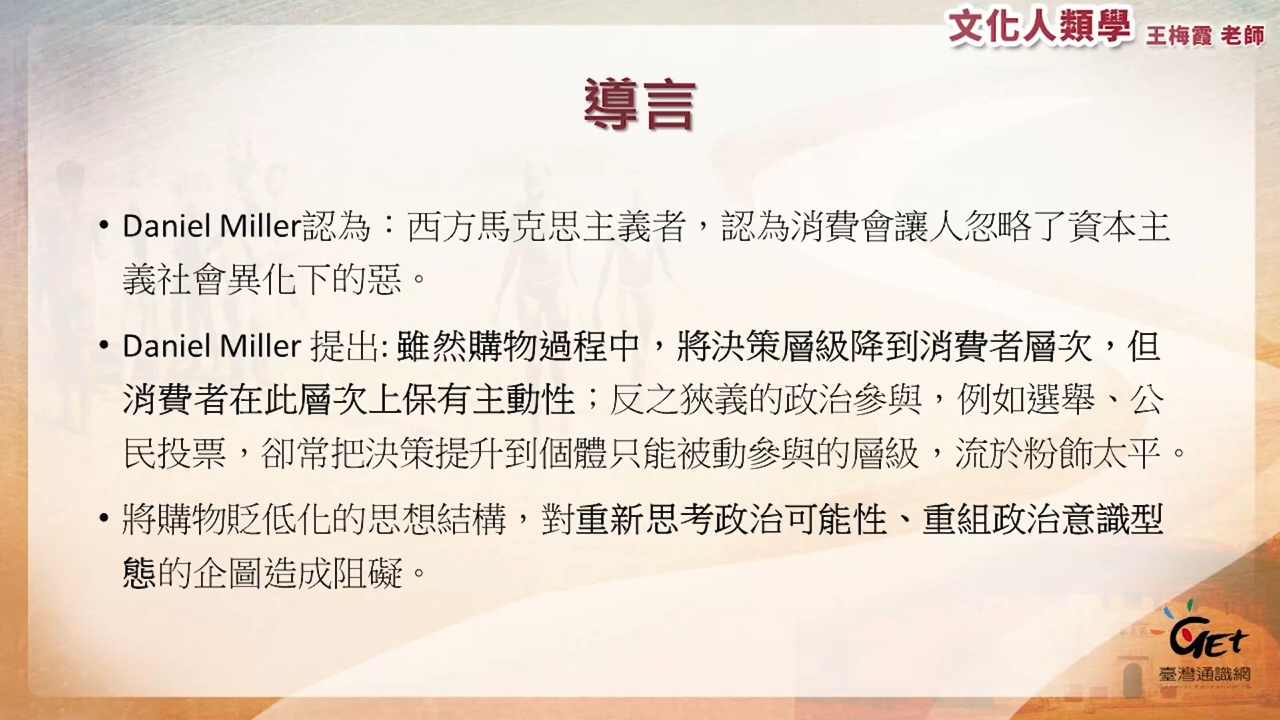 文化人類學 王梅霞 老師
導言
• Daniel Miller認為：西方馬克思主義者，認為消費會讓人忽略了資本主
義社會異化下的惡。
• Daniel Miller 提出: 雖然購物過程中，將決策層級降到消費者層次，但
消費者在此層次上保有主動性；反之狹義的政治參與，例如選舉、公
民投票，卻常把決策提升到個體只能被動參與的層級，流於粉飾太平。
• 將購物貶低化的思想結構，對重新思考政治可能性、重組政治意識型
態的企圖造成阻礙。
GEt
臺灣通識網